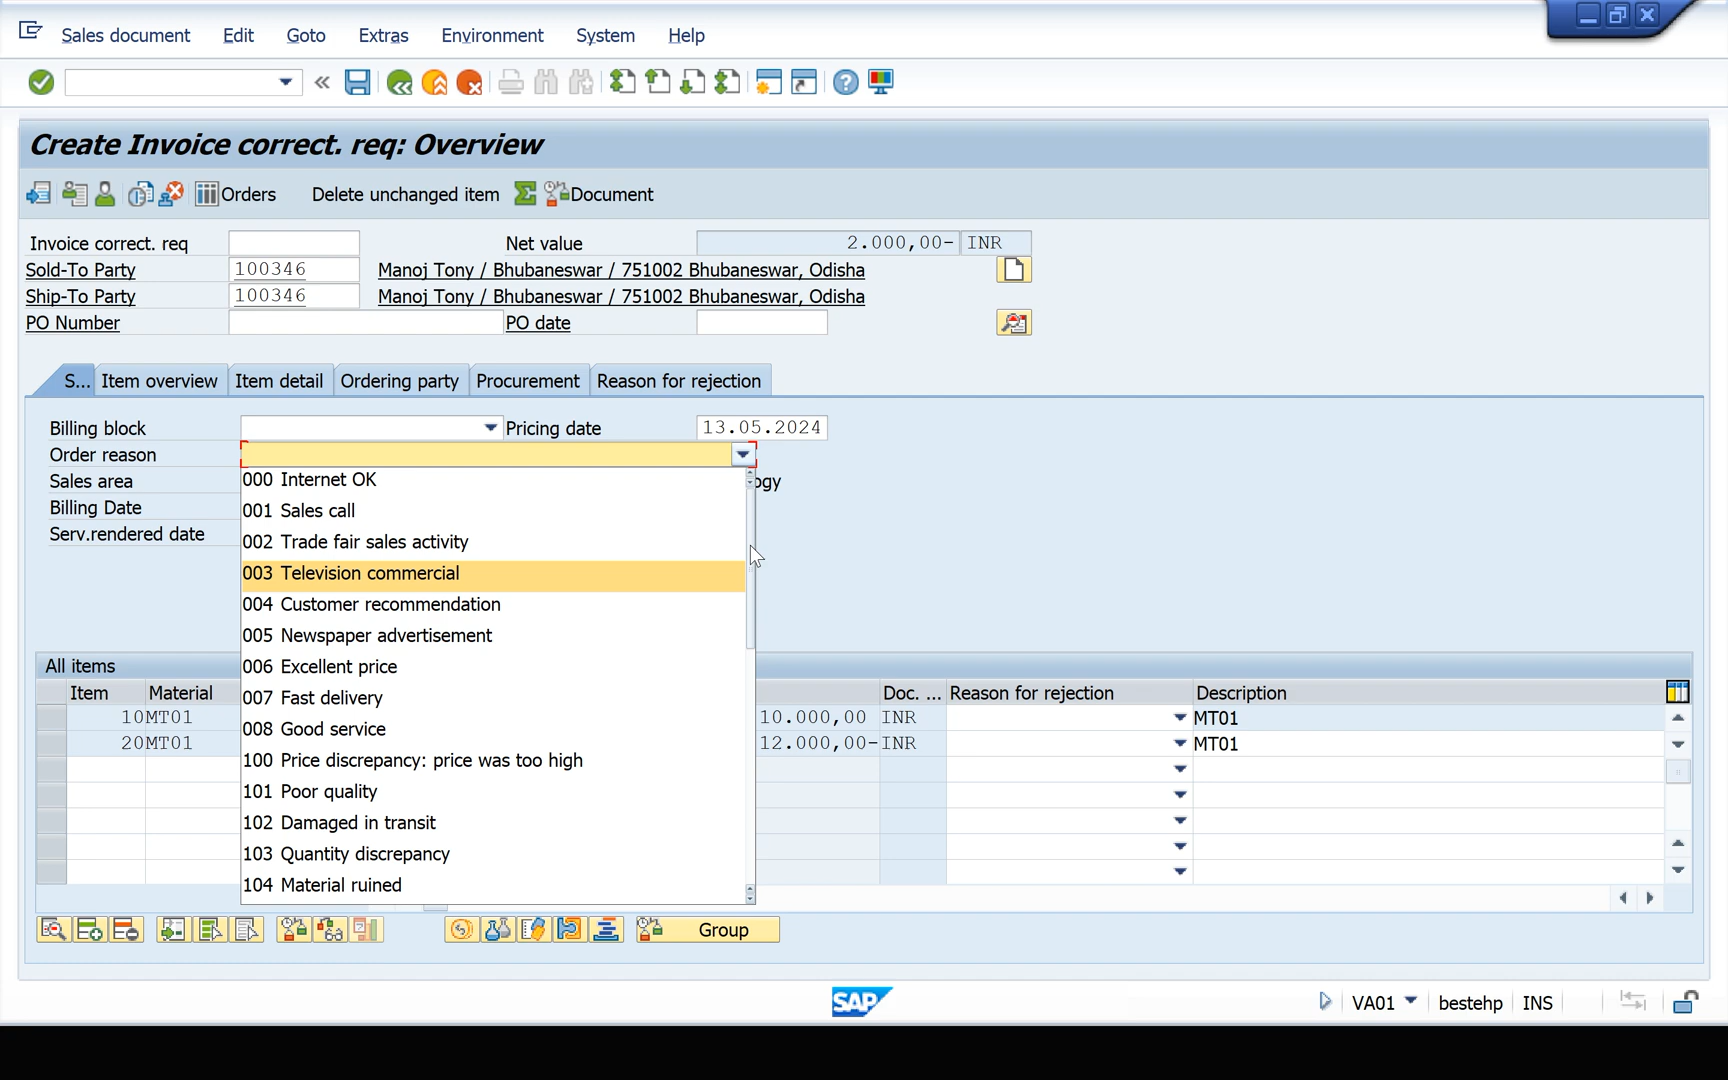 Sales document Edit Goto Extras Environment System Help
Create Invoice correct. req: Overview
Orders Delete unchanged item Document
Invoice correct. req Net value 2.000,00- INR
Sold-To Party 100346 Manoj Tony / Bhubaneswar / 751002 Bhubaneswar, Odisha
Ship-To Party 100346 Manoj Tony / Bhubaneswar / 751002 Bhubaneswar, Odisha
PO Number PO date
S... Item overview Item detail Ordering party Procurement Reason for rejection
Billing block Pricing date 13.05.2024
Order reason
Sales area ogy
Billing Date
Serv.rendered date
000 Internet OK
001 Sales call
002 Trade fair sales activity
003 Television commercial
004 Customer recommendation
005 Newspaper advertisement
006 Excellent price
007 Fast delivery
008 Good service
100 Price discrepancy: price was too high
101 Poor quality
102 Damaged in transit
103 Quantity discrepancy
104 Material ruined
All items
Item Material Doc. ... Reason for rejection Description
10 MT01 10.000,00 INR MT01
20 MT01 12.000,00- INR MT01
Group
SAP VA01 bestehp INS